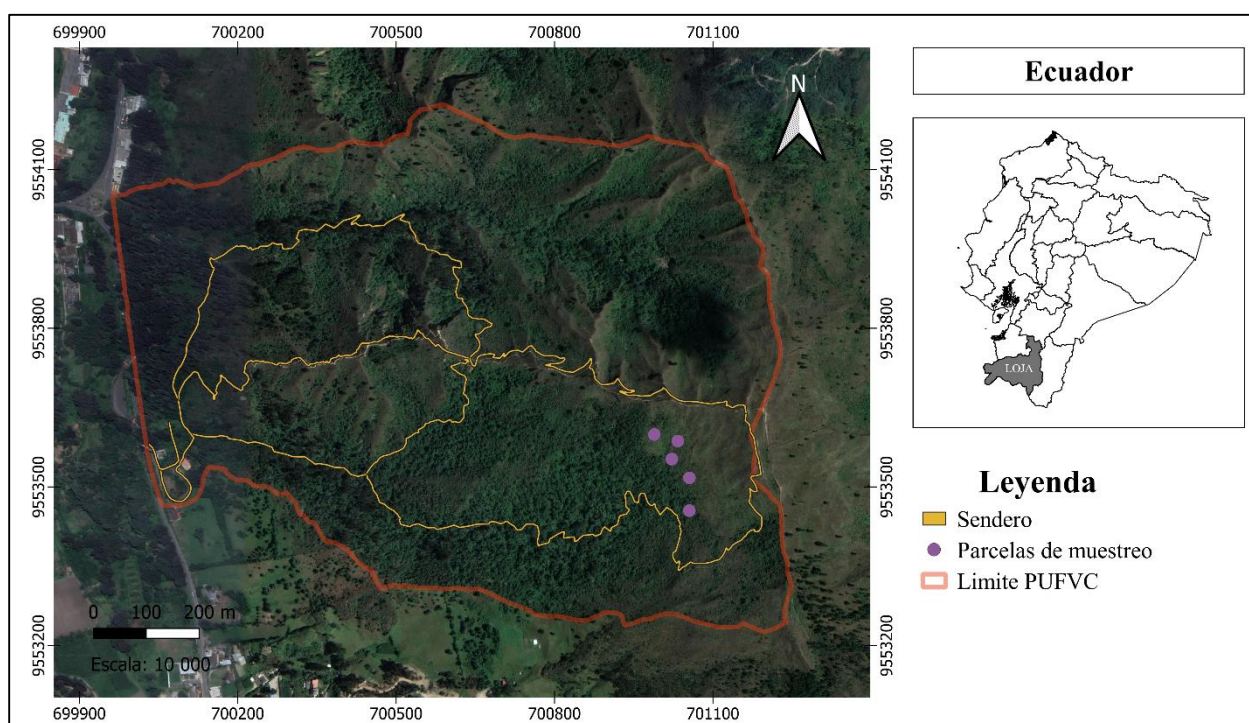 699900 700200 700500 700800 701100
Ecuador
N
9554100 9554100
9553800 9553800
LOJA
9553500 9553500
Leyenda
Sendero
Parcelas de muestreo
Limite PUFVC
0 100 200 m
Escala: 10 000
9553200 9553200
699900 700200 700500 700800 701100